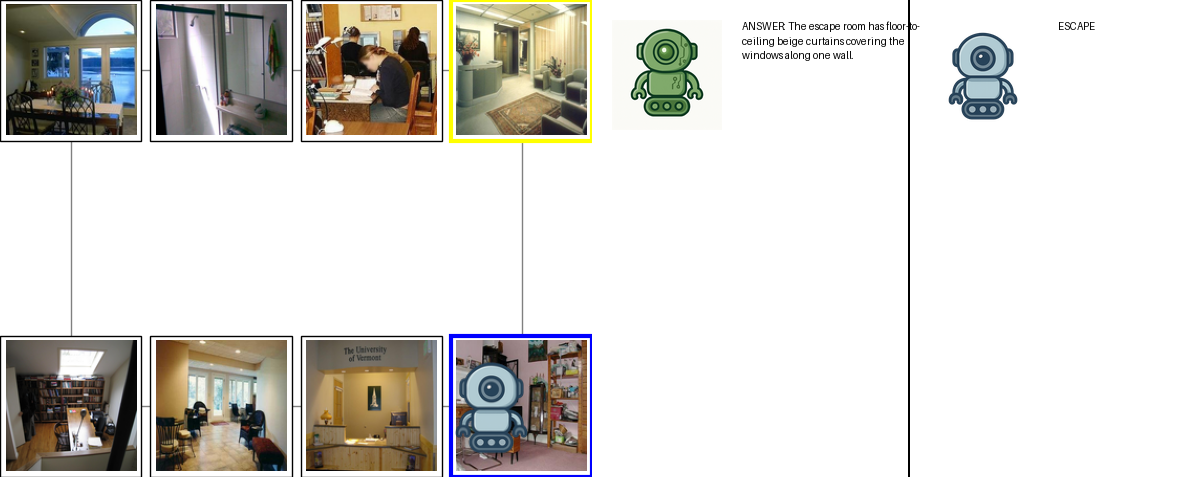 ANSWER: The escape room has floor-to-
ceiling beige curtains covering the
windows along one wall.
ESCAPE
The University
of Vermont